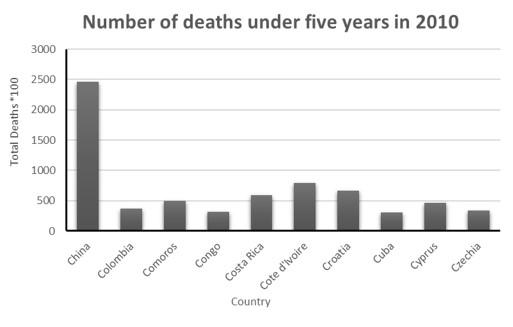 Number of deaths under five years in 2010
Total Deaths *100
3000
2500
2000
1500
1000
500
0
China
Colombia
Comoros
Congo
Costa Rica
Cote d'Ivoire
Croatia
Cuba
Cyprus
Czechia
Country